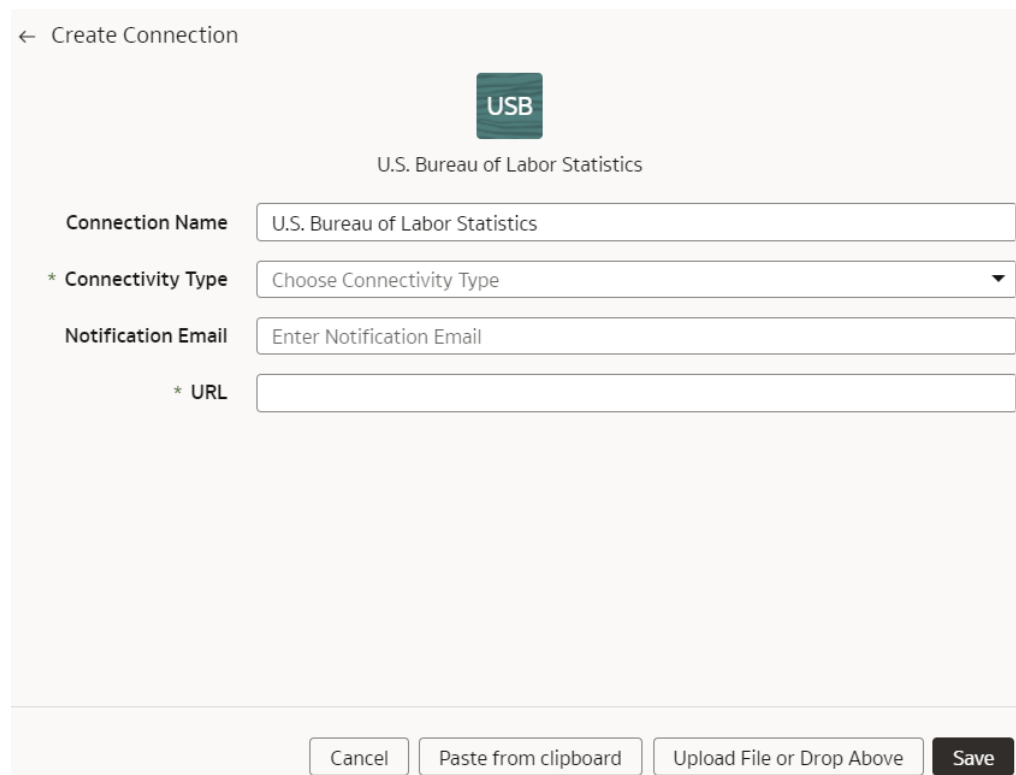 ← Create Connection
USB
U.S. Bureau of Labor Statistics
Connection Name U.S. Bureau of Labor Statistics
* Connectivity Type Choose Connectivity Type
Notification Email Enter Notification Email
* URL
Cancel Paste from clipboard Upload File or Drop Above Save